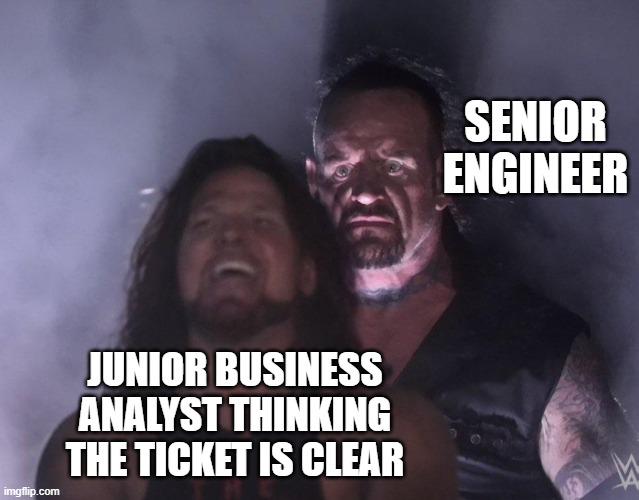 SENIOR
ENGINEER
JUNIOR BUSINESS
ANALYST THINKING
THE TICKET IS CLEAR
imgflip.com